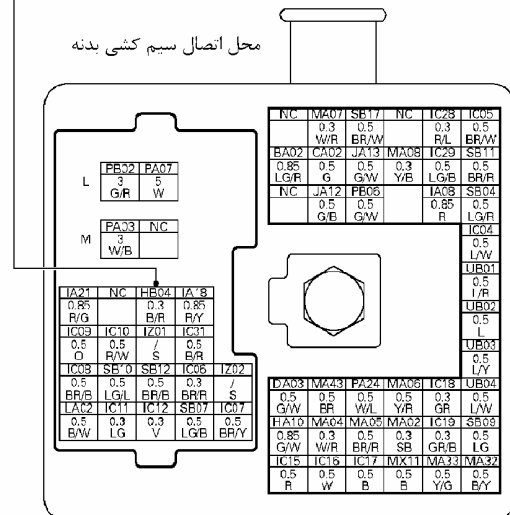 محل اتصال سیم کشی بدنه
NC MA07 SB17 NC IC28 IC05
0.3 0.5 0.3 0.5
W/R BR/W R/L BR/W
BA02 CA02 JA13 MA08 IC29 SB11
0.85 0.5 0.5 0.3 0.5 0.5
LG/R G G/W Y/B LG/B BR/R
NC JA12 PB06 IA08 SB04
0.5 0.5 0.85 0.5
G/B G/W R LG/R
IC04
0.5
L/W
UB01
0.5
L/R
UB02
0.5
L
UB03
0.5
L/Y
DA03 MA43 PA24 MA06 IC18 UB04
0.5 0.5 0.5 0.5 0.3 0.5
G/W BR W/L Y/R GR L/W
HA10 MA04 MA05 MA02 IC19 SB09
0.85 0.3 0.5 0.3 0.3 0.5
G/W W/R BR/R SB GR/B LG
IC15 IC16 IC17 MX11 MA33 MA32
0.5 0.5 0.5 0.5 0.5 0.5
R W B B Y/G B/Y
PB02 PA07
L 3 5
G/R W
PA03 NC
M 3
W/B
IA21 NC HB04 IA18
0.85 0.3 0.85
R/G B/R R/Y
IC09 IC10 IZ01 IC31
0.5 0.5 / 0.5
O R/W S B/R
IC08 SB10 SB12 IC06 IZ02
0.5 0.5 0.5 0.3 /
BR/B LG/L BR/B BR/R S
LA02 IC11 IC12 SB07 IC07
0.5 0.3 0.3 0.5 0.5
B/W LG V LG/B BR/Y